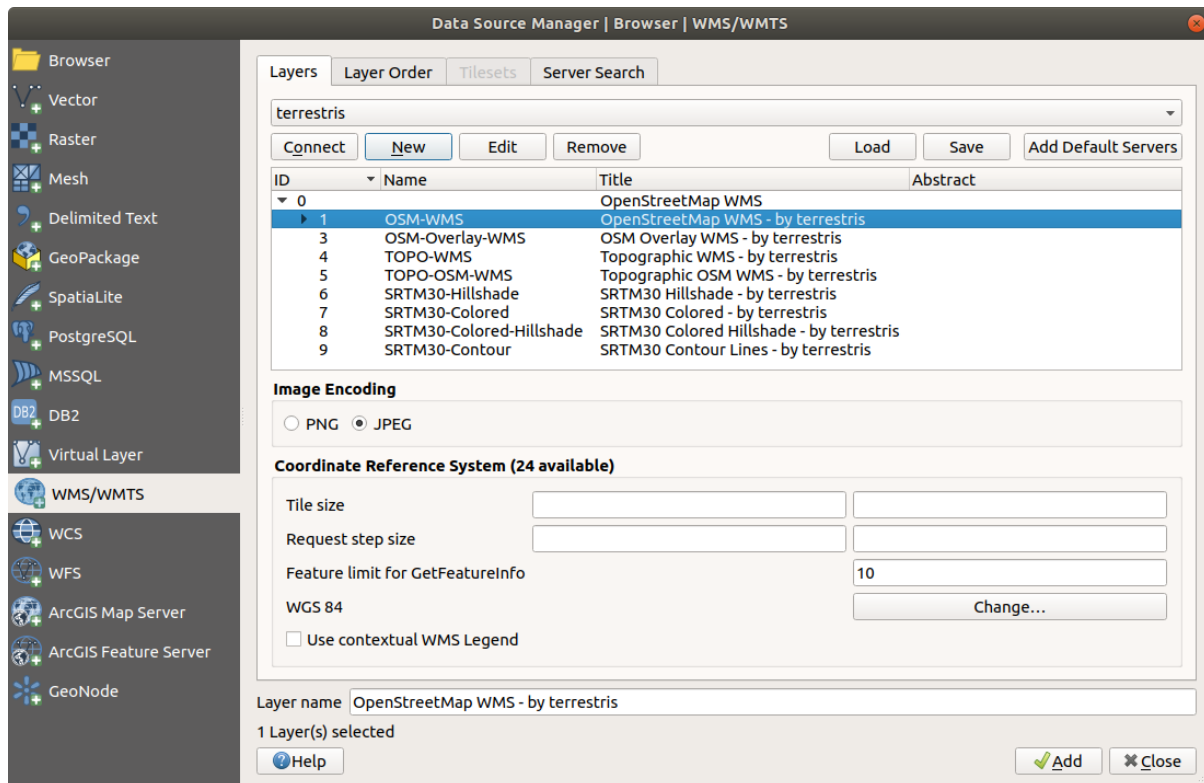 Data Source Manager | Browser | WMS/WMTS
Browser
Vector
Raster
Mesh
Delimited Text
GeoPackage
SpatiaLite
PostgreSQL
MSSQL
DB2 DB2
Virtual Layer
WMS/WMTS
WCS
WFS
ArcGIS Map Server
ArcGIS Feature Server
GeoNode
Layers Layer Order Tilesets Server Search
terrestris
Connect New Edit Remove Load Save Add Default Servers
ID Name Title Abstract
0 OpenStreetMap WMS
1 OSM-WMS OpenStreetMap WMS - by terrestris
3 OSM-Overlay-WMS OSM Overlay WMS - by terrestris
4 TOPO-WMS Topographic WMS - by terrestris
5 TOPO-OSM-WMS Topographic OSM WMS - by terrestris
6 SRTM30-Hillshade SRTM30 Hillshade - by terrestris
7 SRTM30-Colored SRTM30 Colored - by terrestris
8 SRTM30-Colored-Hillshade SRTM30 Colored Hillshade - by terrestris
9 SRTM30-Contour SRTM30 Contour Lines - by terrestris
Image Encoding
PNG JPEG
Coordinate Reference System (24 available)
Tile size
Request step size
Feature limit for GetFeatureInfo 10
WGS 84 Change...
Use contextual WMS Legend
Layer name OpenStreetMap WMS - by terrestris
1 Layer(s) selected
Help Add Close